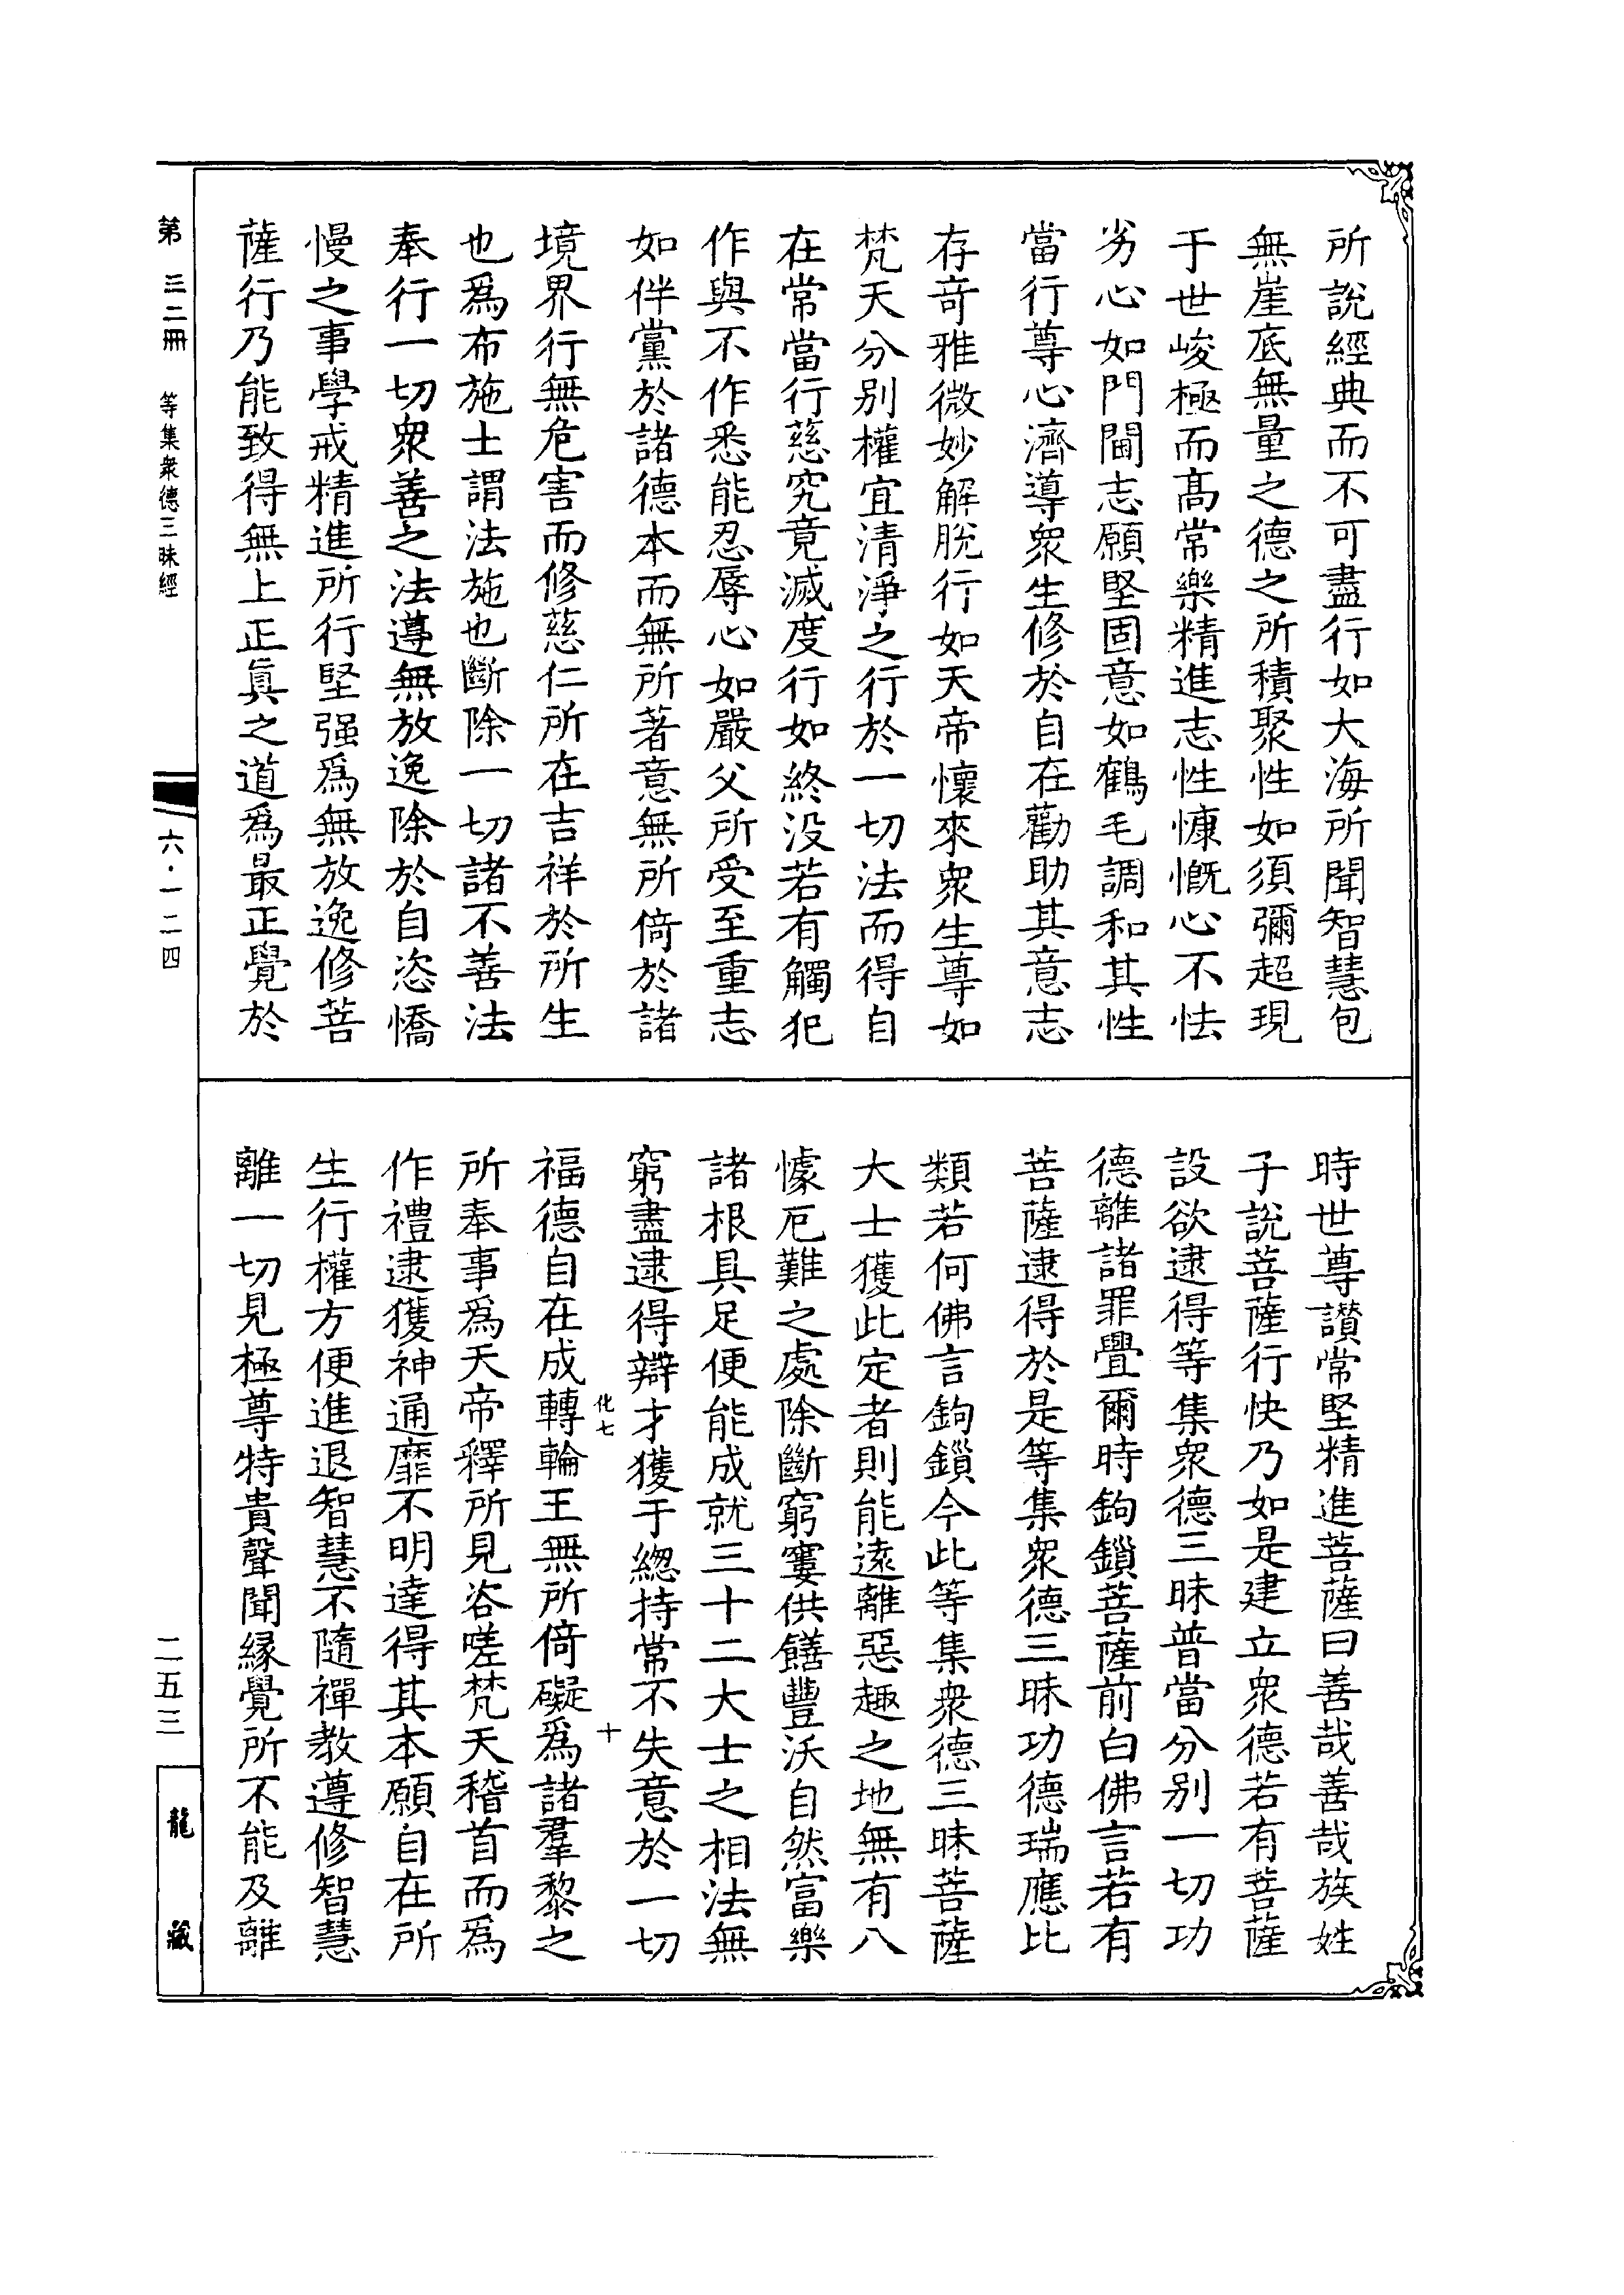 所說經典而不可盡行如大海所聞智慧包
無崖底無量之德之所積聚性如須彌超現
于世峻極而髙常樂精進志性慷慨心不怯
劣心如門閫志願堅固意如鶴毛調和其性
當行尊心濟導衆生修於自在勸助其意志
存竒雅微妙解脫行如天帝懷來衆生尊如
梵天分别權宜清淨之行於一切法而得自
在常當行慈究竟滅度行如終没若有觸犯
作與不作悉能忍辱心如嚴父所受至重志
如伴黨於諸德本而無所著意無所倚於諸
境界行無危害而修慈仁所在吉祥於所生
也爲布施士謂法施也斷除一切諸不善法
奉行一切衆善之法遵無放逸除於自恣憍
慢之事學戒精進所行堅强爲無放逸修菩
薩行乃能致得無上正眞之道爲最正覺於
時世尊讃常堅精進菩薩曰善哉善哉族姓
子說菩薩行快乃如是建立衆德若有菩薩
設欲逮得等集衆德三昧普當分别一切功
德離諸罪疊爾時鉤鎖菩薩前白佛言若有
菩薩逮得於是等集衆德三昧功德瑞應比
類若何佛言鉤鎖今此等集衆德三昧菩薩
大士獲此定者則能逺離惡趣之地無有八
懅厄難之處除斷窮窶供饍豐沃自然富樂
諸根具足便能成就三十二大士之相法無
窮盡逮得辯才獲于緫持常不失意於一切
化七 十
福德自在成轉輪王無所倚礙爲諸羣黎之
所奉事爲天帝釋所見咨嗟梵天稽首而爲
作禮逮獲神通靡不明達得其本願自在所
生行權方便進退智慧不隨禪教遵修智慧
離一切見極尊特貴聲聞緣覺所不能及離
第三二冊 等集衆德三昧經
六·一二四
二五三
龍藏